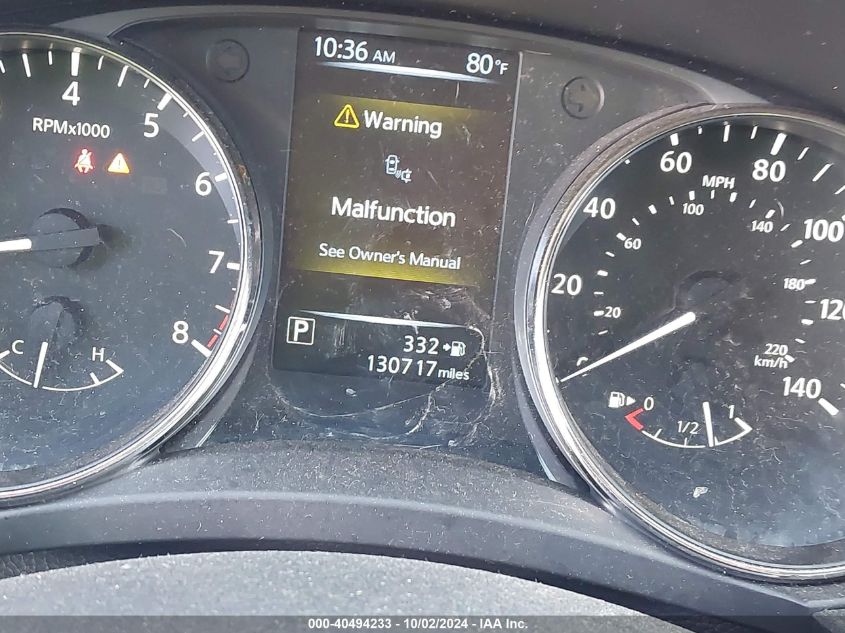 10:36 AM 80°F
Warning
Malfunction
See Owner's Manual
P
332
130717 miles
4
5
6
7
8
RPMx1000
C H
0 20 40 60 80 100 120 140
MPH
20 60 100 140 180 220
km/h
0 1/2 1
000-40494233 - 10/02/2024 - IAA Inc.